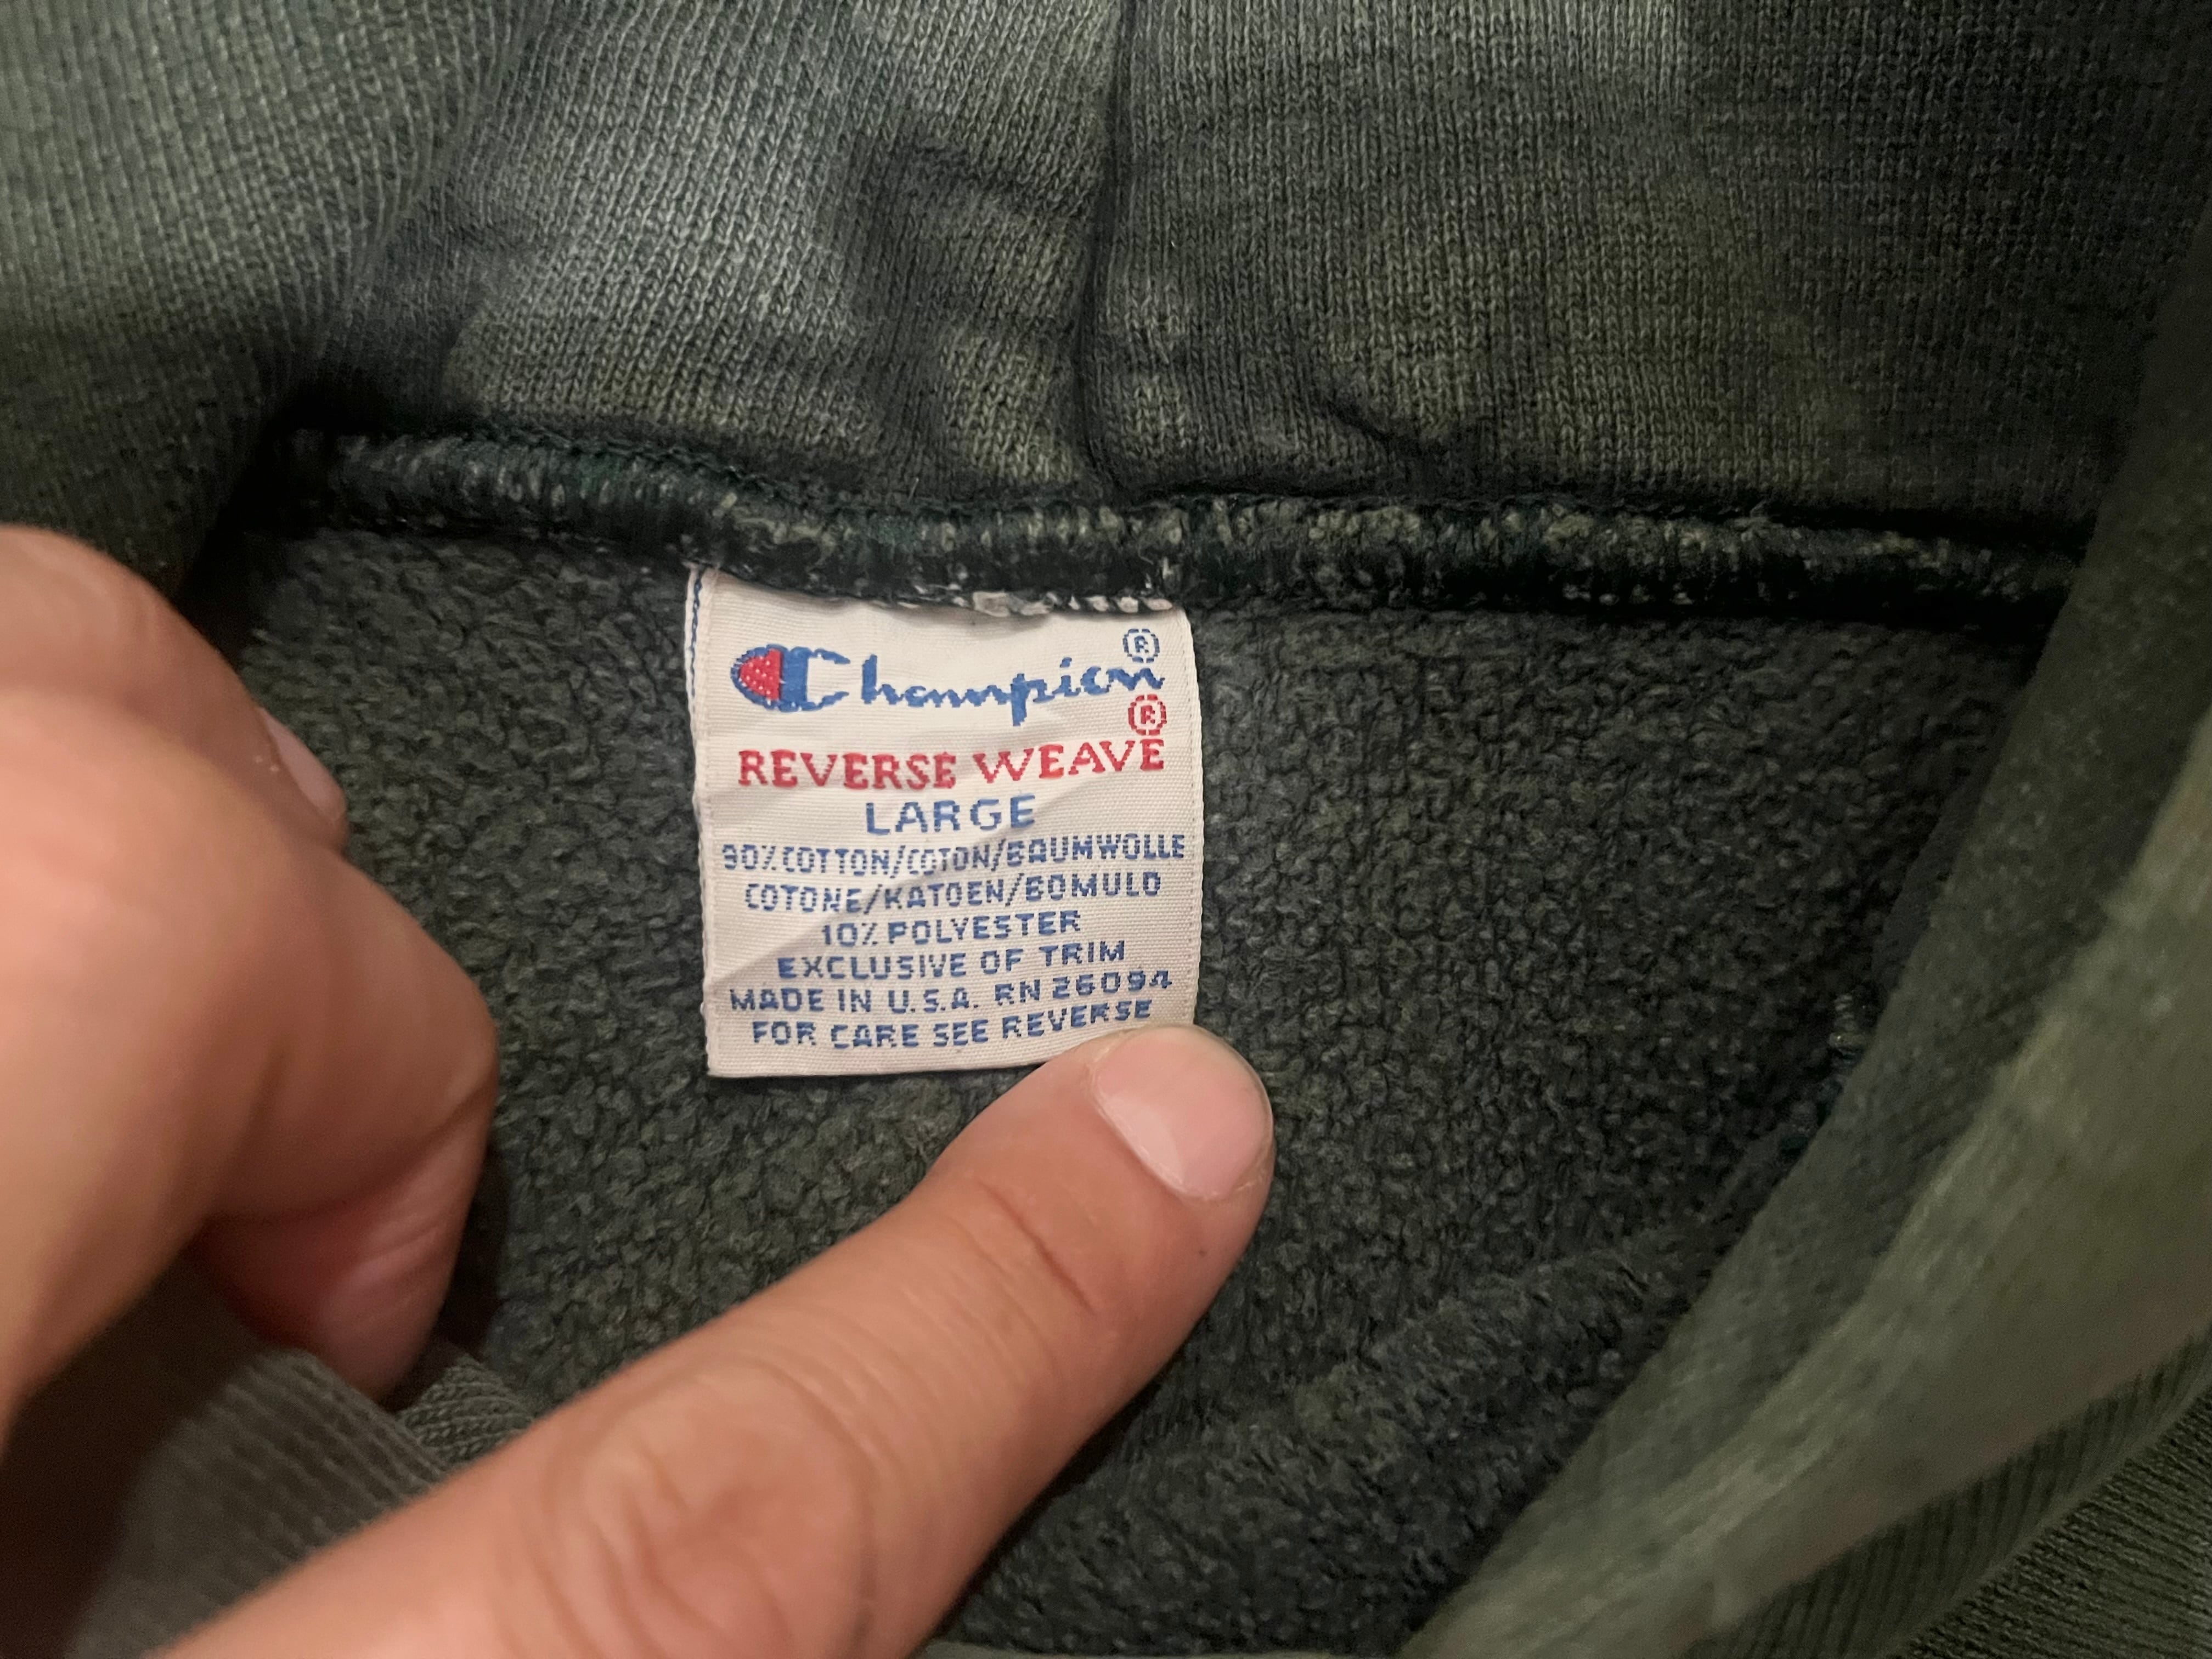 Champion®
REVERSE WEAVE®
LARGE
90% COTTON/COTON/BAUMWOLLE
COTONE/KATOEN/BOMULD
10% POLYESTER
EXCLUSIVE OF TRIM
MADE IN U.S.A. RN 26094
FOR CARE SEE REVERSE